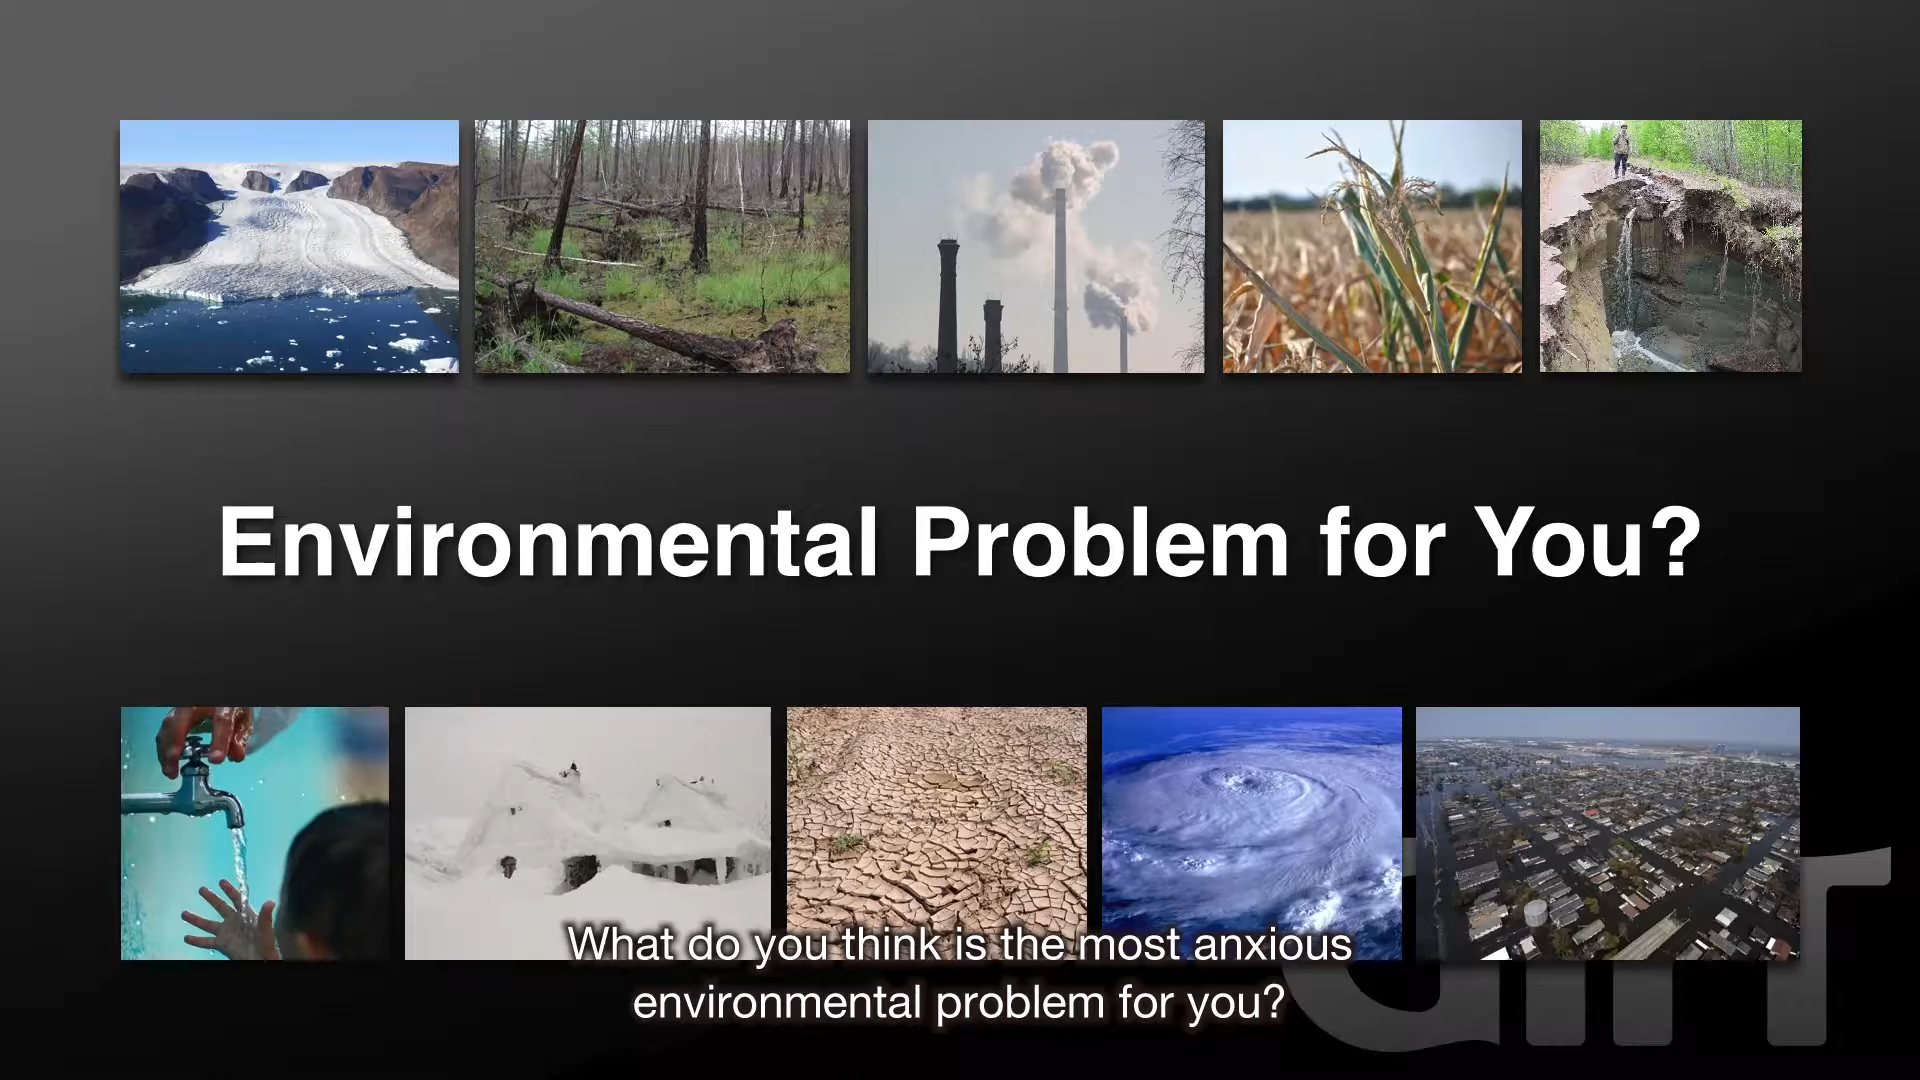 Environmental Problem for You?
What do you think is the most anxious
environmental problem for you?